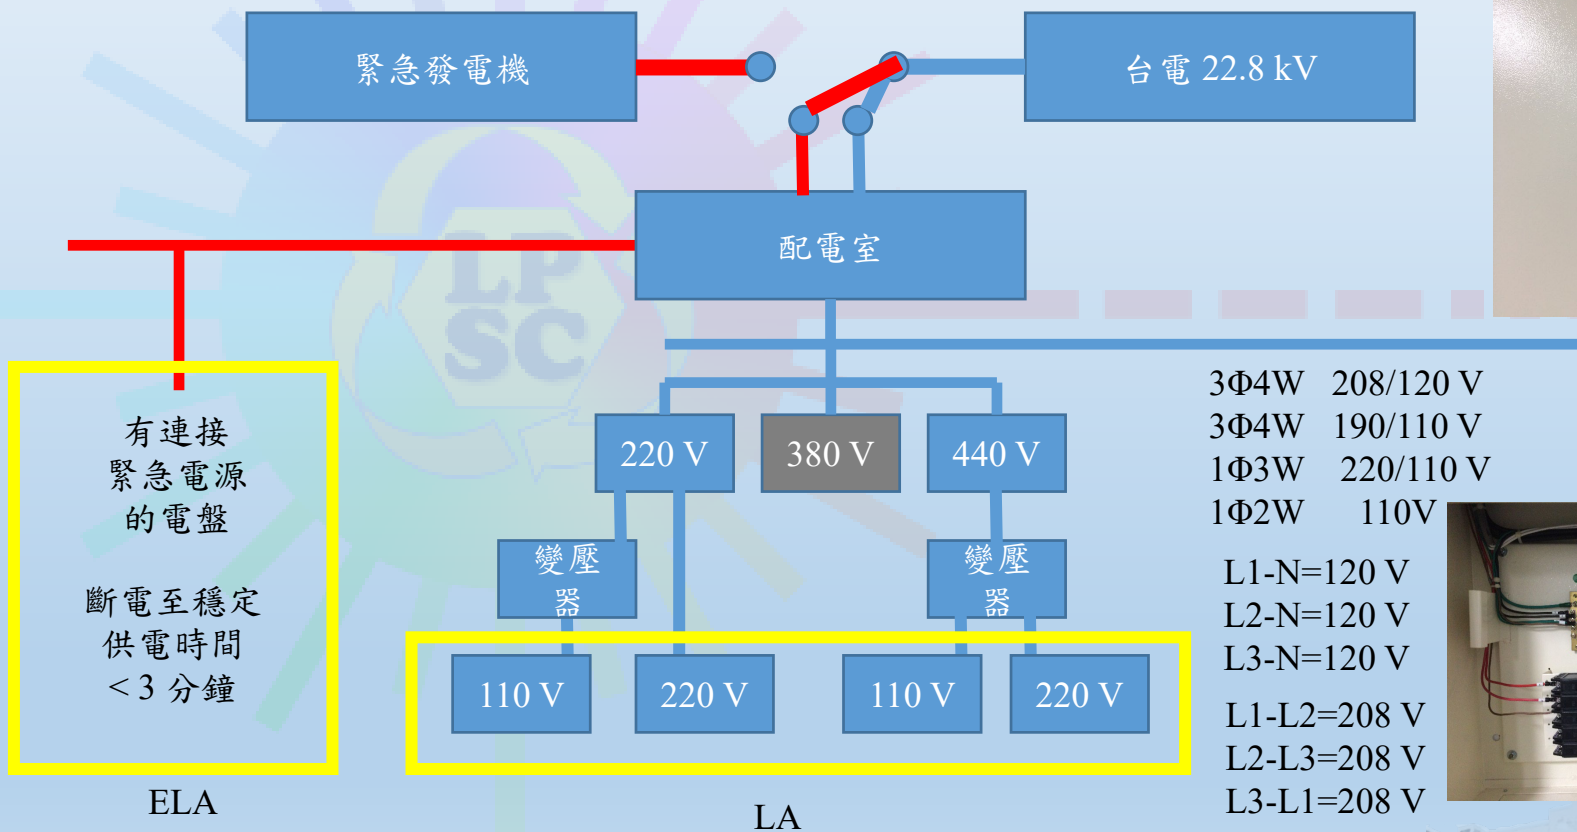 緊急發電機
台電 22.8 kV
配電室
LP
SC
有連接
緊急電源
的電盤
斷電至穩定
供電時間
< 3 分鐘
ELA
220 V
380 V
440 V
變壓
器
變壓
器
110 V
220 V
110 V
220 V
LA
3Φ4W 208/120 V
3Φ4W 190/110 V
1Φ3W 220/110 V
1Φ2W 110V
L1-N=120 V
L2-N=120 V
L3-N=120 V
L1-L2=208 V
L2-L3=208 V
L3-L1=208 V